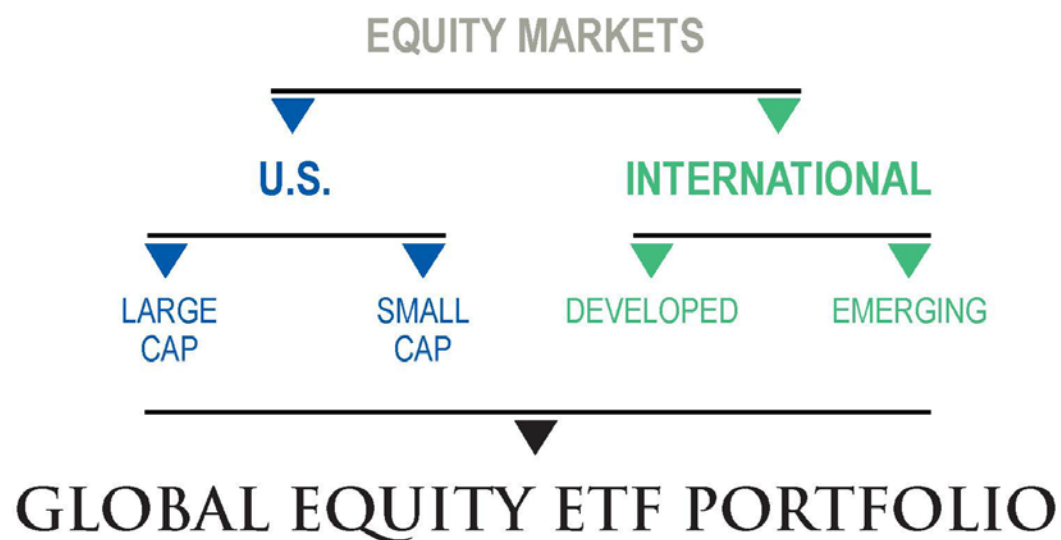 EQUITY MARKETS
U.S.
INTERNATIONAL
LARGE
CAP
SMALL
CAP
DEVELOPED
EMERGING
GLOBAL EQUITY ETF PORTFOLIO